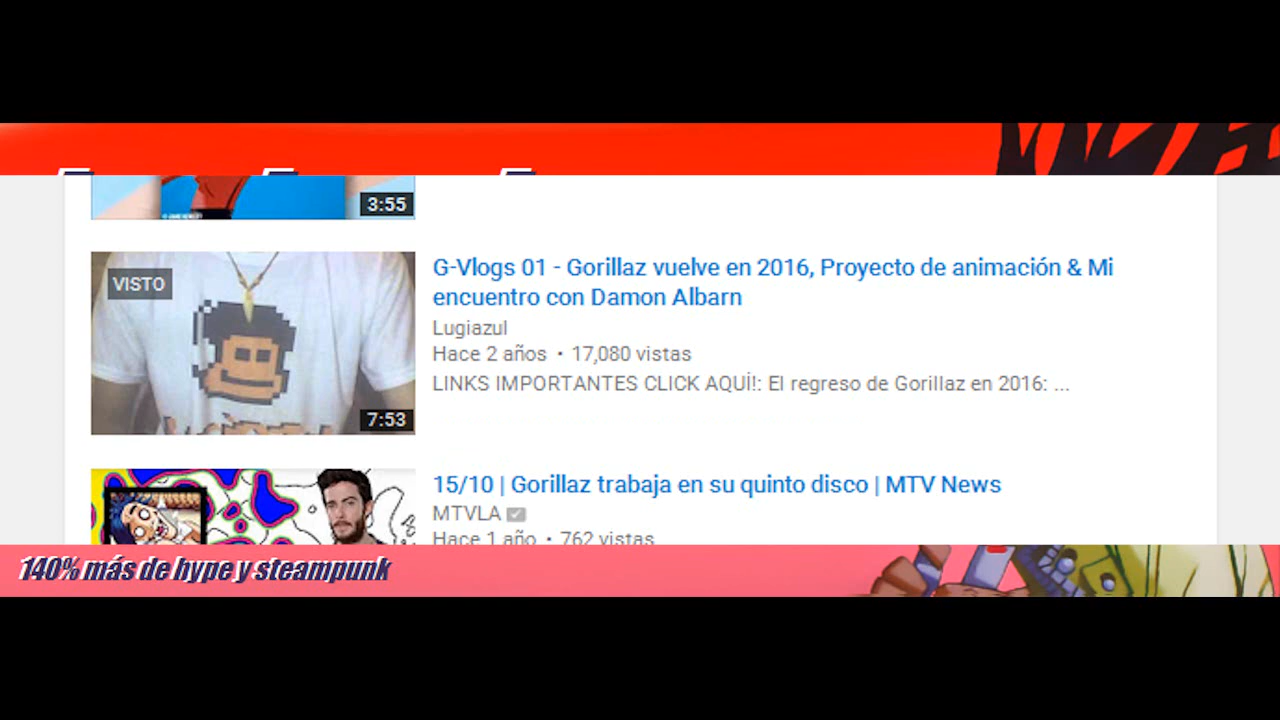 3:55
VISTO
7:53
G-Vlogs 01 - Gorillaz vuelve en 2016, Proyecto de animación & Mi
encuentro con Damon Albarn
Lugiazul
Hace 2 años • 17,080 vistas
LINKS IMPORTANTES CLICK AQUÍ!: El regreso de Gorillaz en 2016: ...
15/10 | Gorillaz trabaja en su quinto disco | MTV News
MTVLA
Hace 1 año • 762 vistas
140% más de hype y steampunk